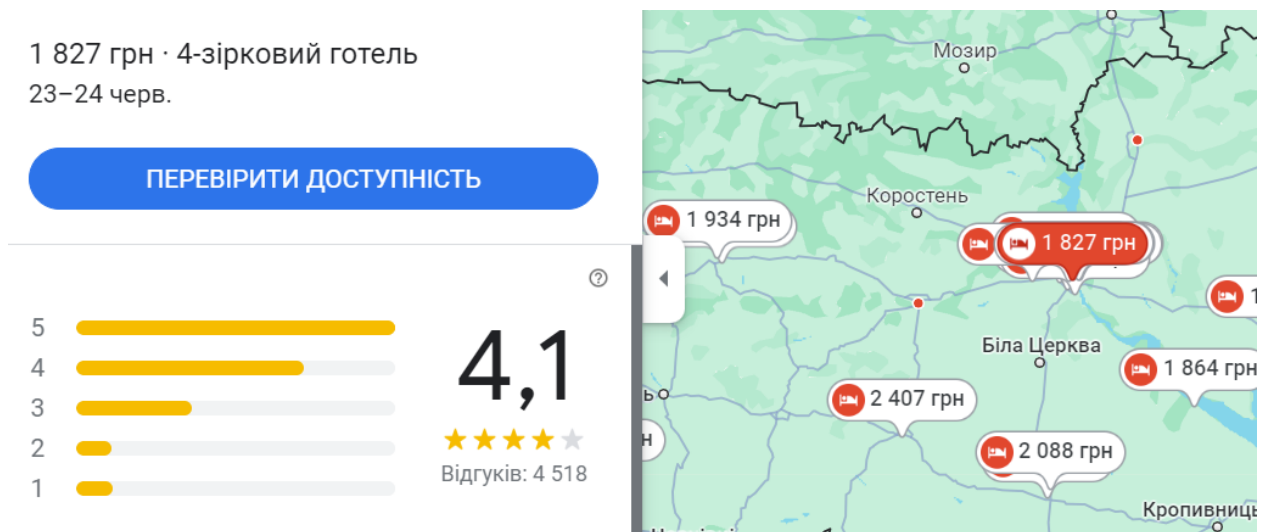 1 827 грн · 4-зірковий готель
23–24 черв.
ПЕРЕВІРИТИ ДОСТУПНІСТЬ
5
4
3
2
1
4,1
Відгуків: 4 518
Мозир
Коростень
1 934 грн
1 827 грн
Біла Церква
1 864 грн
2 407 грн
2 088 грн